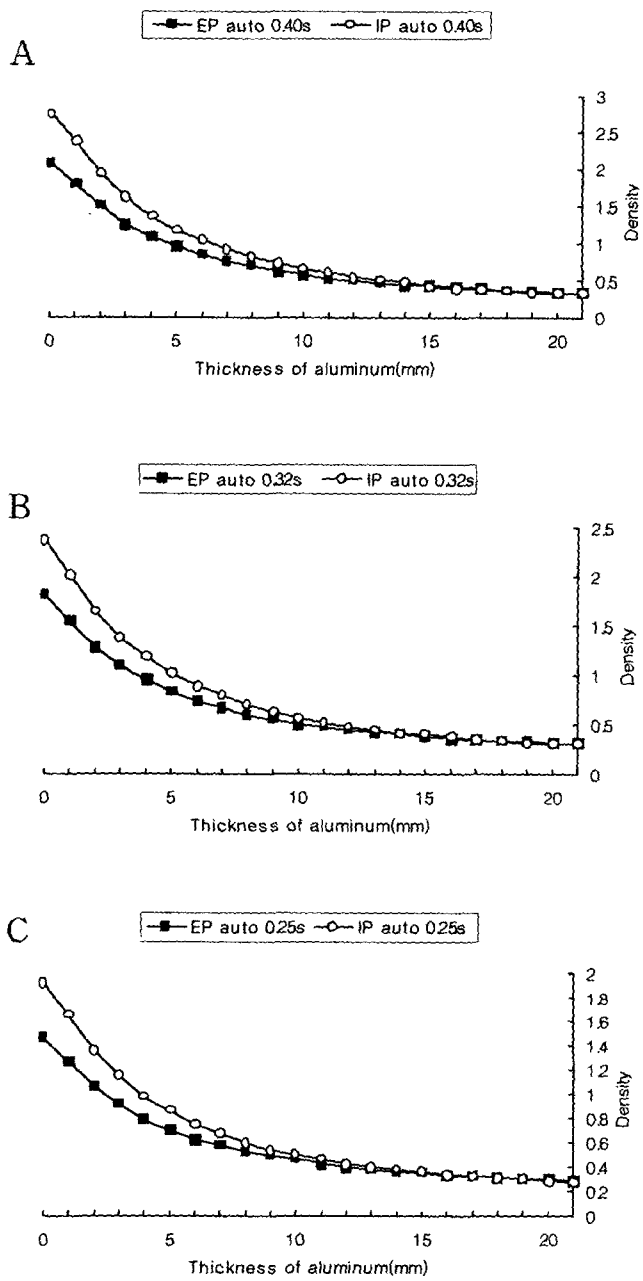 EP auto 0.40s IP auto 0.40s
A
3
2.5
2
1.5
1
0.5
0
Density
0 5 10 15 20
Thickness of aluminum(mm)
EP auto 0.32s IP auto 0.32s
B
2.5
2
1.5
1
0.5
0
Density
0 5 10 15 20
Thickness of aluminum(mm)
EP auto 0.25s IP auto 0.25s
C
2
1.8
1.6
1.4
1.2
1
0.8
0.6
0.4
0.2
0
Density
0 5 10 15 20
Thickness of aluminum(mm)